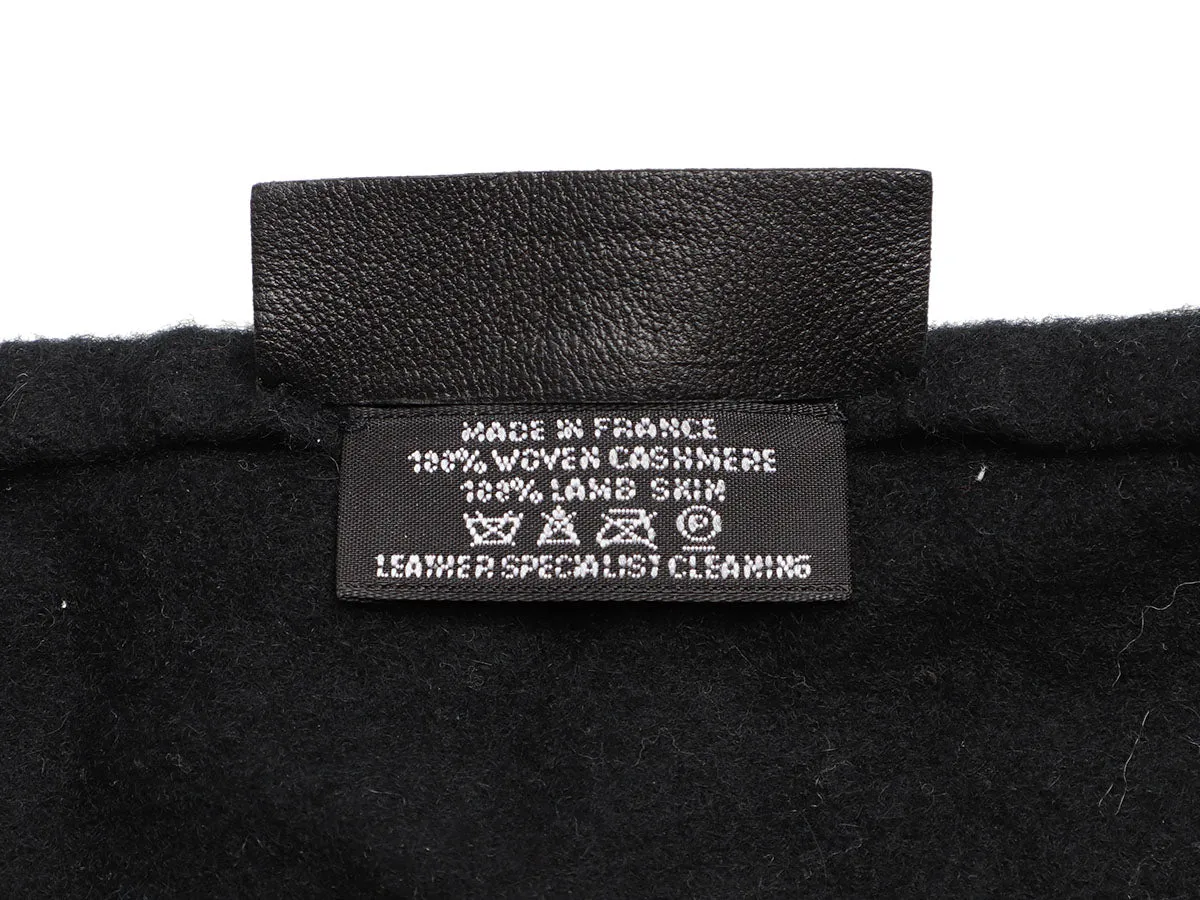 MADE IN FRANCE
100% WOVEN CASHMERE
100% LAMB SKIN
P
LEATHER SPECIALIST CLEANING